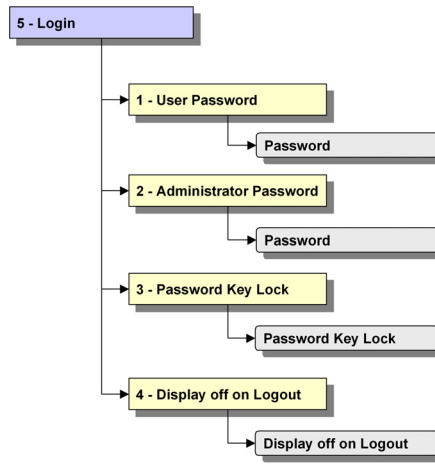 5 - Login
1 - User Password
Password
2 - Administrator Password
Password
3 - Password Key Lock
Password Key Lock
4 - Display off on Logout
Display off on Logout